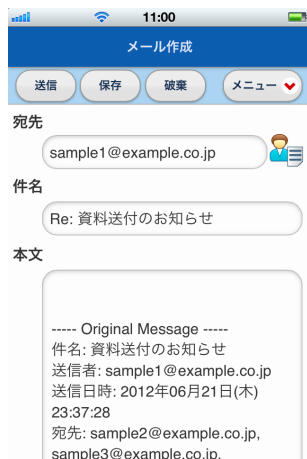 11:00
メール作成
送信 保存 破棄 メニュー
宛先
sample1@example.co.jp
件名
Re: 資料送付のお知らせ
本文
----- Original Message -----
件名: 資料送付のお知らせ
送信者: sample1@example.co.jp
送信日時: 2012年06月21日(木)
23:37:28
宛先: sample2@example.co.jp,
sample3@example.co.jp,